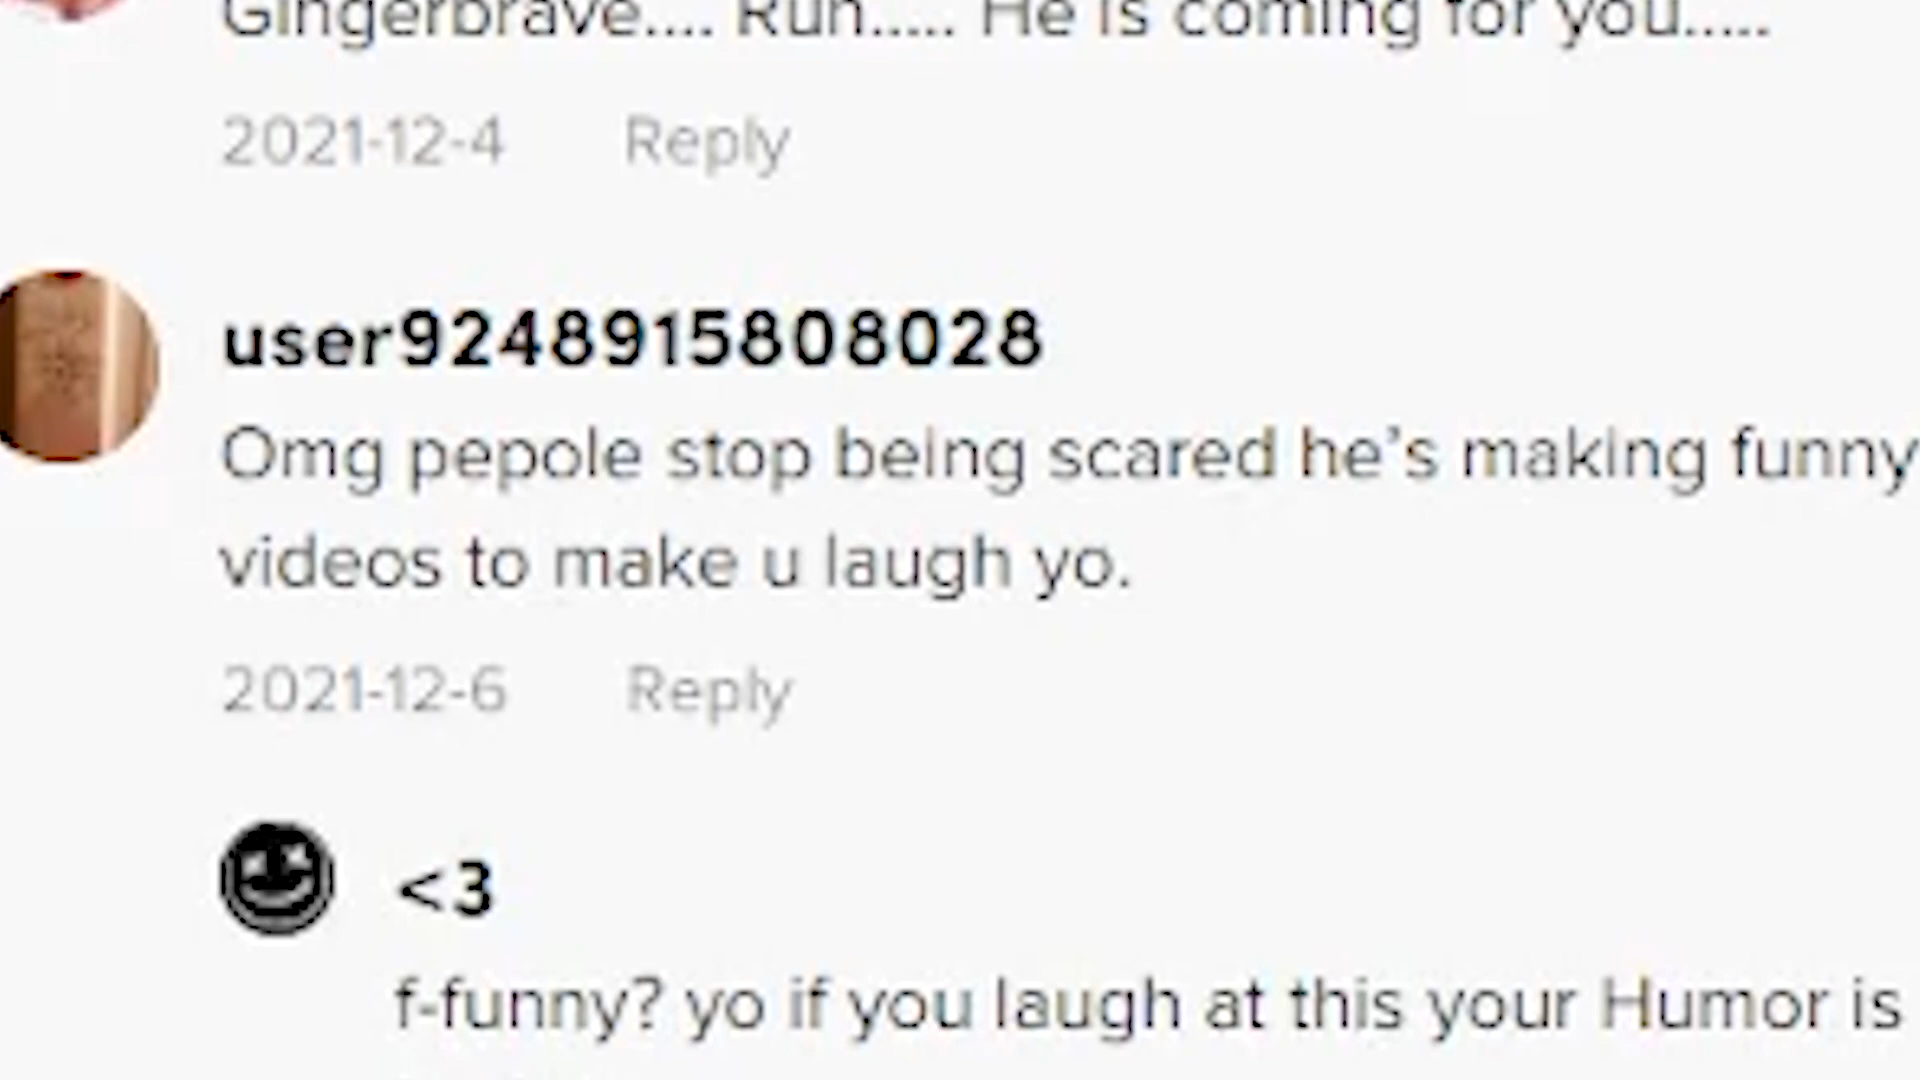 Gingerbrave.... Run..... He is coming for you.....
2021-12-4 Reply
user9248915808028
Omg pepole stop being scared he's making funny
videos to make u laugh yo.
2021-12-6 Reply
<3
f-funny? yo if you laugh at this your Humor is